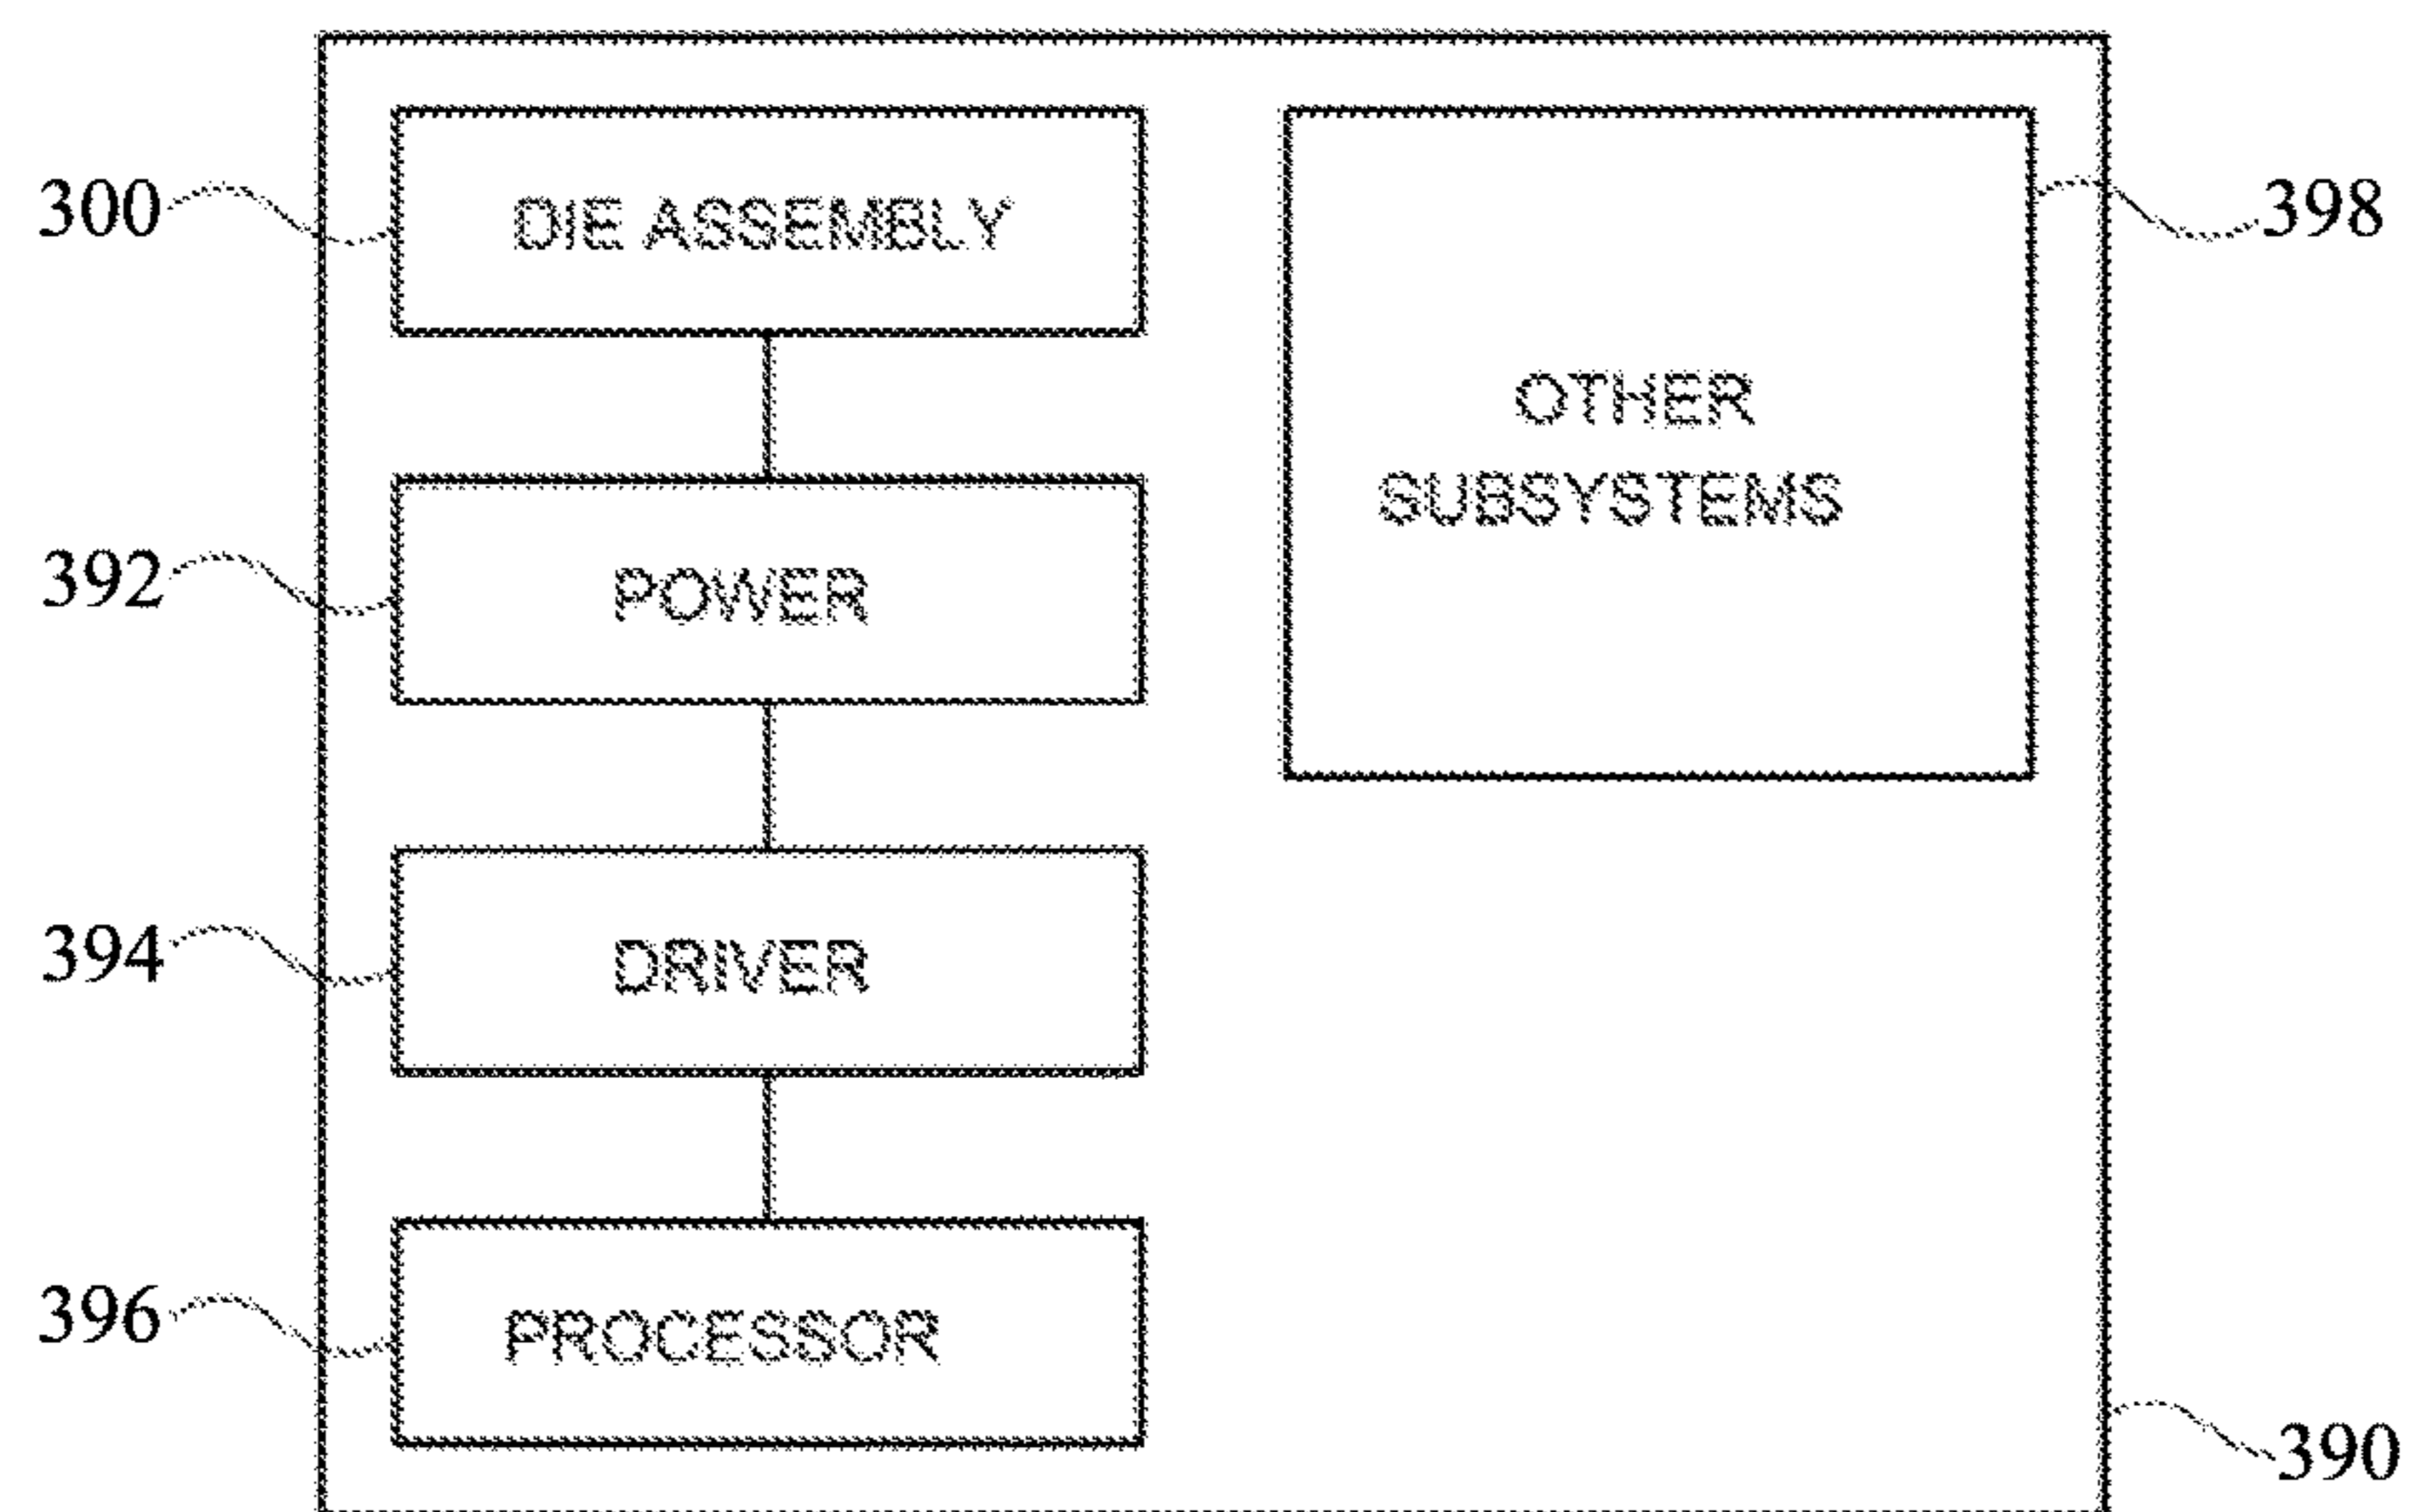 300
DIE ASSEMBLY
398
OTHER
SUBSYSTEMS
392
POWER
394
DRIVER
396
PROCESSOR
390